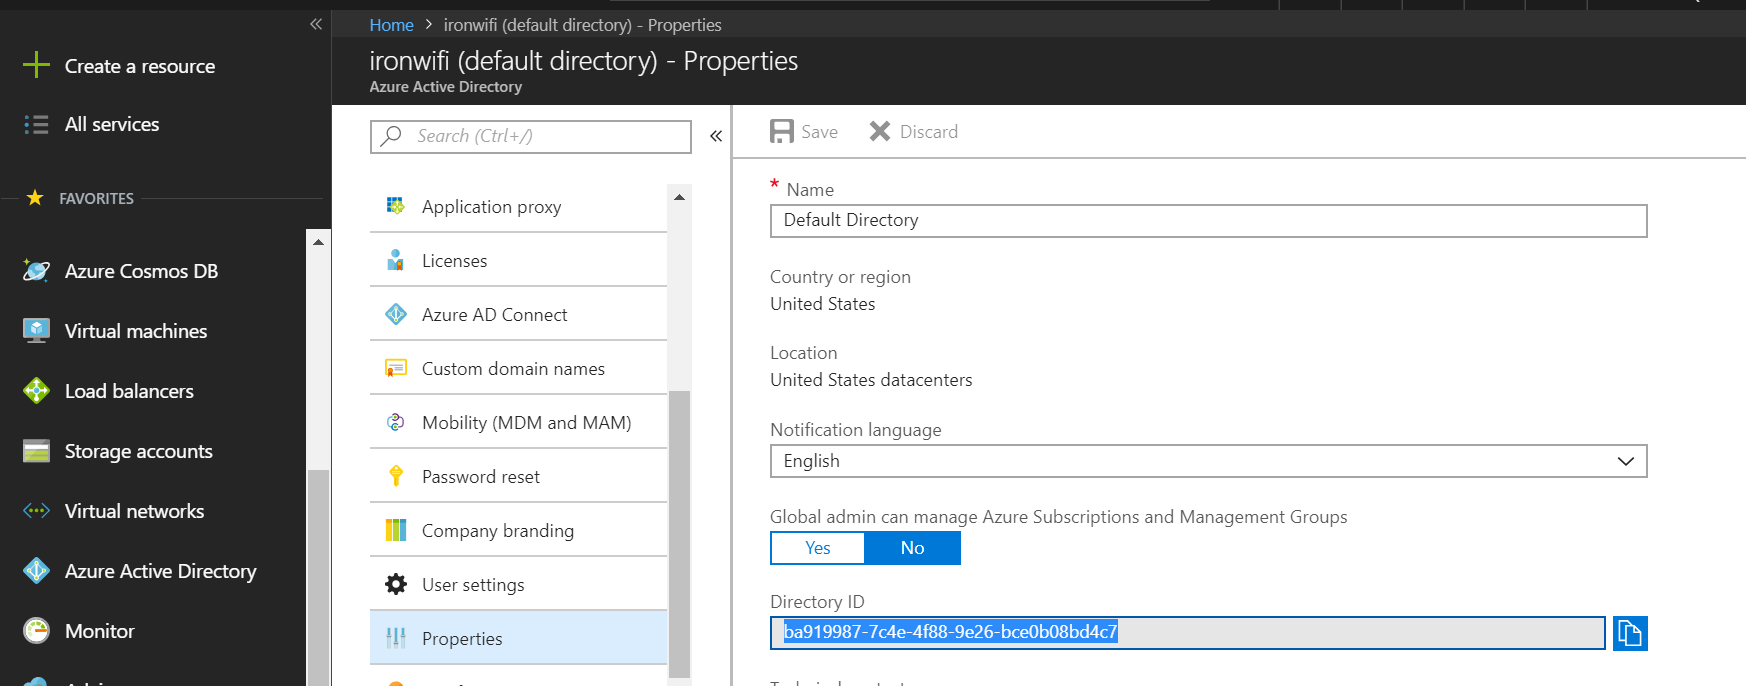 Home > ironwifi (default directory) - Properties
ironwifi (default directory) - Properties
Azure Active Directory
Create a resource
All services
FAVORITES
Azure Cosmos DB
Virtual machines
Load balancers
Storage accounts
Virtual networks
Azure Active Directory
Monitor
Search (Ctrl+/)
Application proxy
Licenses
Azure AD Connect
Custom domain names
Mobility (MDM and MAM)
Password reset
Company branding
User settings
Properties
Save
Discard
* Name
Default Directory
Country or region
United States
Location
United States datacenters
Notification language
English
Global admin can manage Azure Subscriptions and Management Groups
Yes No
Directory ID
ba919987-7c4e-4f88-9e26-bce0b08bd4c7